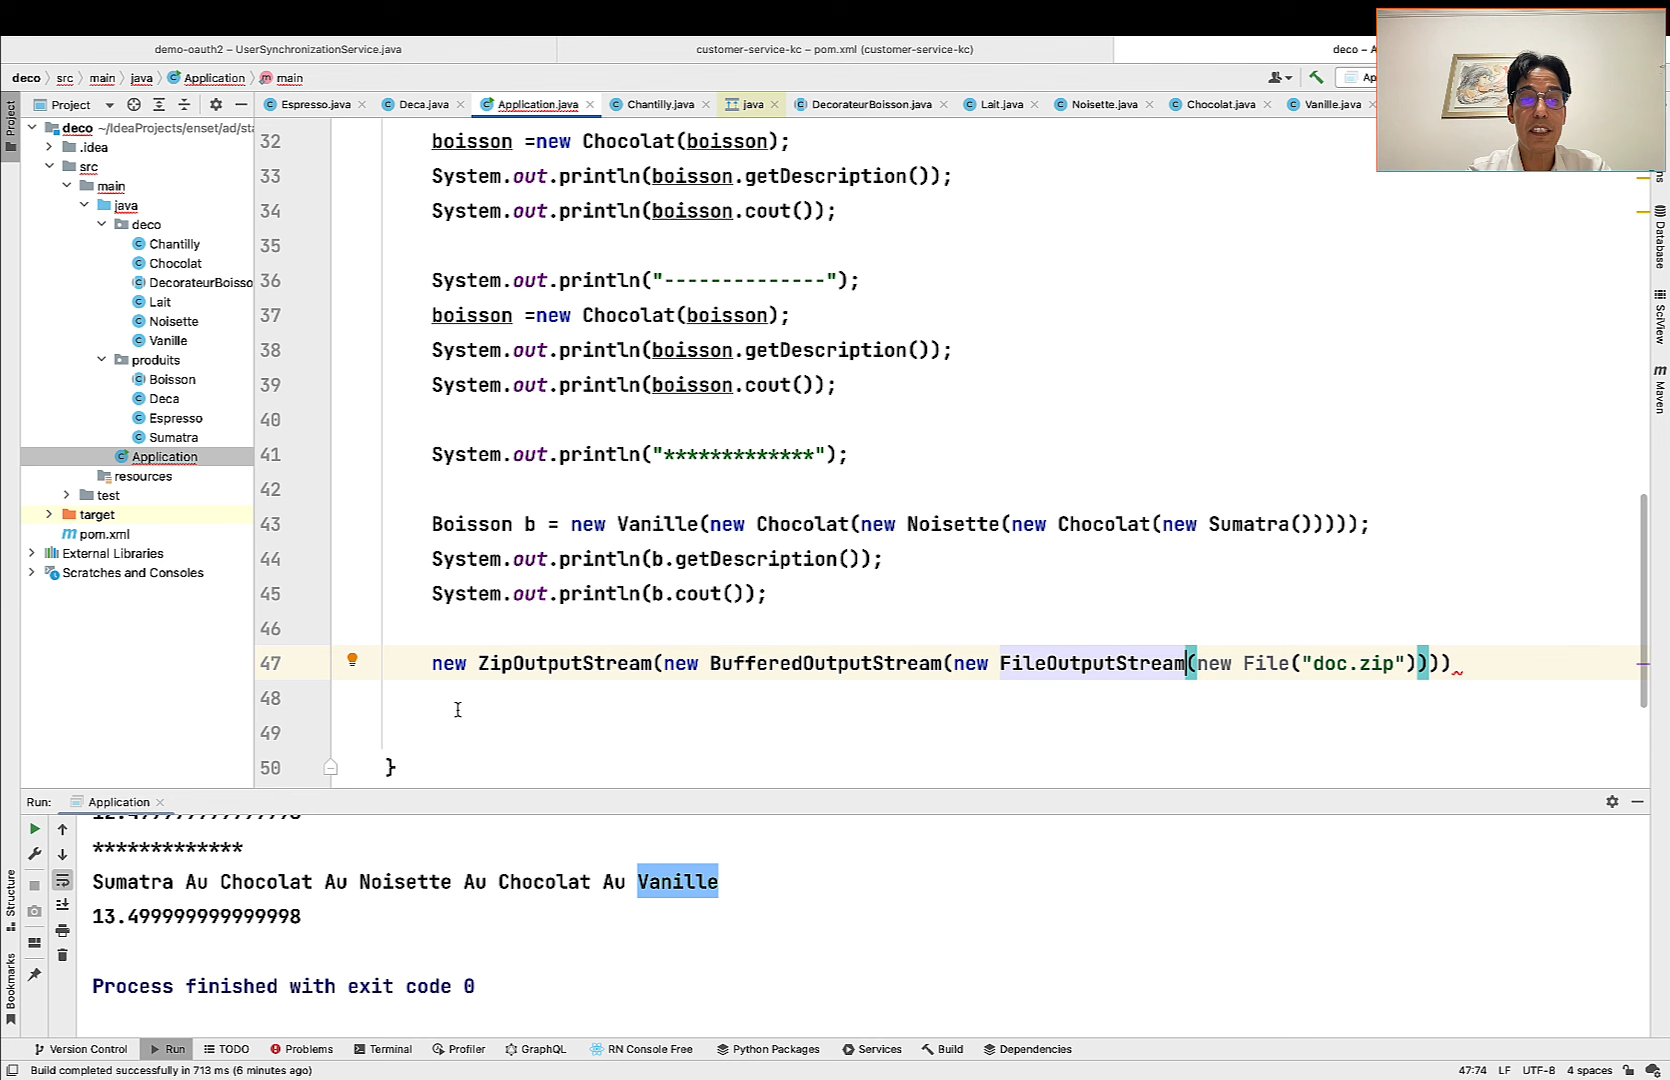 demo-oauth2 – UserSynchronizationService.java
customer-service-kc – pom.xml (customer-service-kc)
deco – A
deco
src
main
java
Application
main
Ap
Project
Project
Espresso.java
Deca.java
Application.java
Chantilly.java
java
DecorateurBoisson.java
Lait.java
Noisette.java
Chocolat.java
Vanille.java
deco ~/IdeaProjects/enset/ad/sta
.idea
src
main
java
deco
Chantilly
Chocolat
DecorateurBoisso
Lait
Noisette
Vanille
produits
Boisson
Deca
Espresso
Sumatra
Application
resources
test
target
pom.xml
External Libraries
Scratches and Consoles
32 boisson =new Chocolat(boisson);
33 System.out.println(boisson.getDescription());
34 System.out.println(boisson.cout());
35
36 System.out.println("--------------");
37 boisson =new Chocolat(boisson);
38 System.out.println(boisson.getDescription());
39 System.out.println(boisson.cout());
40
41 System.out.println("*************");
42
43 Boisson b = new Vanille(new Chocolat(new Noisette(new Chocolat(new Sumatra()))));
44 System.out.println(b.getDescription());
45 System.out.println(b.cout());
46
47 new ZipOutputStream(new BufferedOutputStream(new FileOutputStream(new File("doc.zip"))))
48
49
50 }
Database
SciView
Maven
Run: Application
*************
Sumatra Au Chocolat Au Noisette Au Chocolat Au Vanille
13.499999999999998
Process finished with exit code 0
Structure
Bookmarks
Version Control
Run
TODO
Problems
Terminal
Profiler
GraphQL
RN Console Free
Python Packages
Services
Build
Dependencies
Build completed successfully in 713 ms (6 minutes ago)
47:74 LF UTF-8 4 spaces